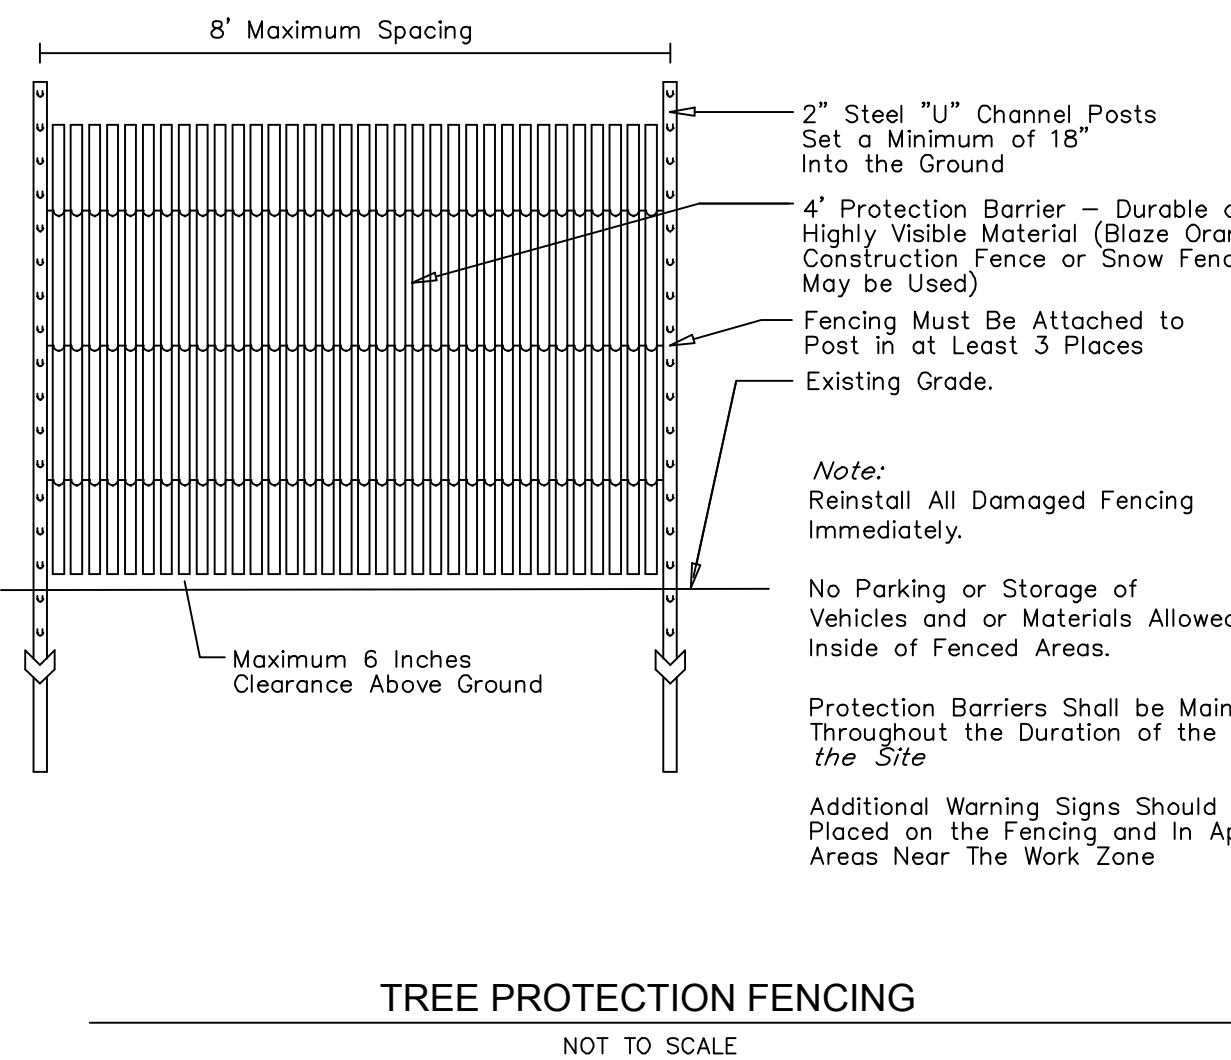 8' Maximum Spacing
2" Steel "U" Channel Posts
Set a Minimum of 18"
Into the Ground
4' Protection Barrier – Durable
Highly Visible Material (Blaze
Construction Fence or Snow
May be Used)
Fencing Must Be Attached to
Post in at Least 3 Places
Existing Grade.
Note:
Reinstall All Damaged Fencing
Immediately.
No Parking or Storage of
Vehicles and or Materials Allowed
Inside of Fenced Areas.
Maximum 6 Inches
Clearance Above Ground
Protection Barriers Shall be
Throughout the Duration of the
the Site
Additional Warning Signs Should
Placed on the Fencing and In
Areas Near The Work Zone
TREE PROTECTION FENCING
NOT TO SCALE